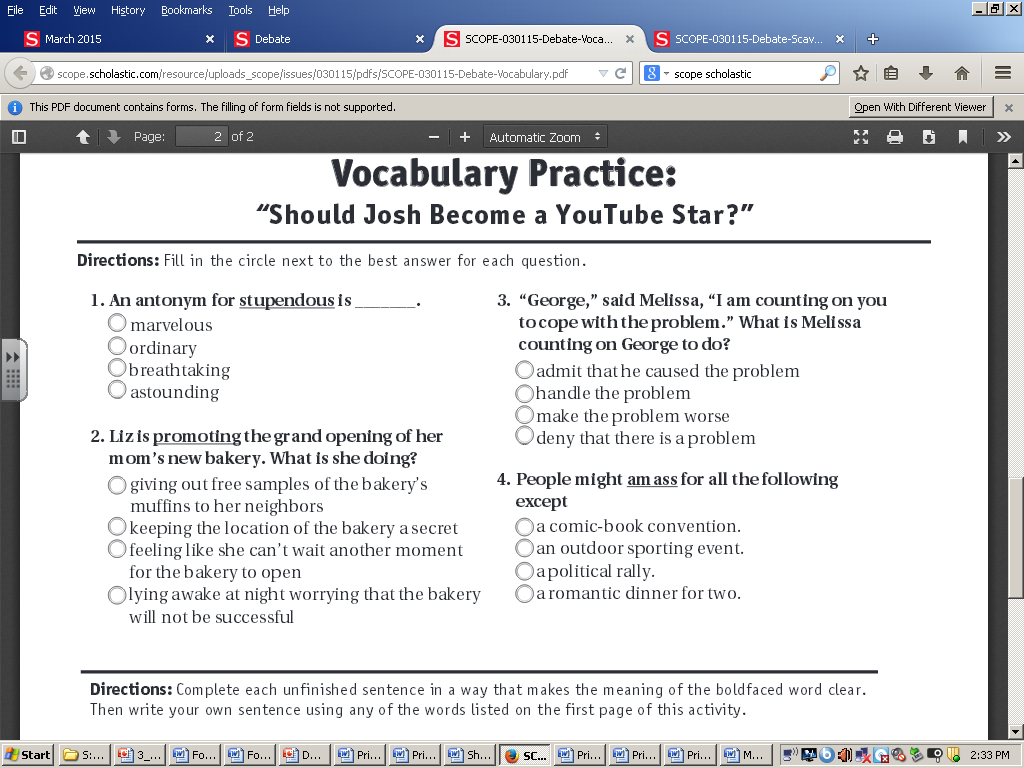 File Edit View History Bookmarks Tools Help
S March 2015 × S Debate × S SCOPE-030115-Debate-Voca... × S SCOPE-030115-Debate-Scav... × +
scope.scholastic.com/resource/uploads_scope/issues/030115/pdfs/SCOPE-030115-Debate-Vocabulary.pdf 8 scope scholastic
This PDF document contains forms. The filling of form fields is not supported. Open With Different Viewer ×
Page: 2 of 2 Automatic Zoom
Vocabulary Practice:
“Should Josh Become a YouTube Star?”
Directions: Fill in the circle next to the best answer for each question.
1. An antonym for stupendous is _______.
marvelous
ordinary
breathtaking
astounding
2. Liz is promoting the grand opening of her
mom’s new bakery. What is she doing?
giving out free samples of the bakery’s
muffins to her neighbors
keeping the location of the bakery a secret
feeling like she can’t wait another moment
for the bakery to open
lying awake at night worrying that the bakery
will not be successful
3. “George,” said Melissa, “I am counting on you
to cope with the problem.” What is Melissa
counting on George to do?
admit that he caused the problem
handle the problem
make the problem worse
deny that there is a problem
4. People might amass for all the following
except
a comic-book convention.
an outdoor sporting event.
a political rally.
a romantic dinner for two.
Directions: Complete each unfinished sentence in a way that makes the meaning of the boldfaced word clear.
Then write your own sentence using any of the words listed on the first page of this activity.
Start S:... 3_... Fo... Fo... D... Pri... Pri... Sh... SC... Pri... Pri... Pri... M... 2:33 PM